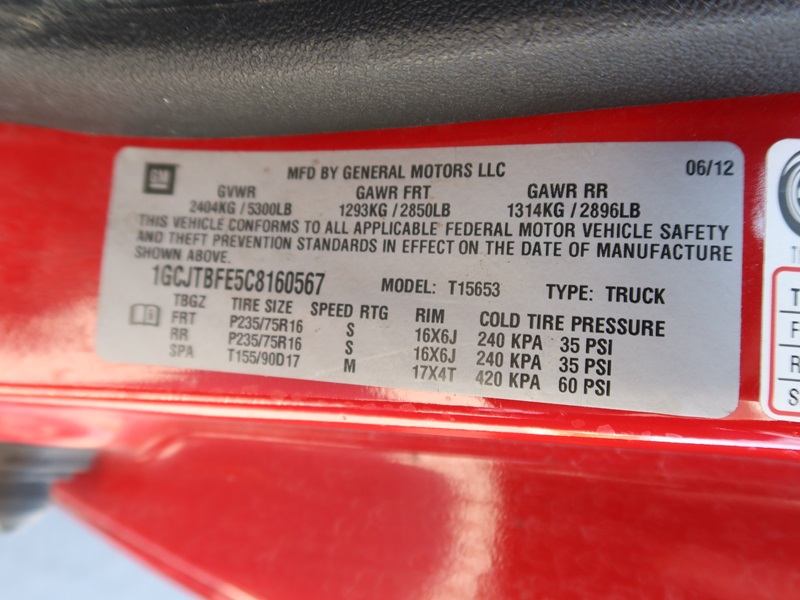 GM
MFD BY GENERAL MOTORS LLC 06/12
GVWR GAWR FRT GAWR RR
2404KG / 5300LB 1293KG / 2850LB 1314KG / 2896LB
THIS VEHICLE CONFORMS TO ALL APPLICABLE FEDERAL MOTOR VEHICLE SAFETY
AND THEFT PREVENTION STANDARDS IN EFFECT ON THE DATE OF MANUFACTURE
SHOWN ABOVE.
1GCJTBFE5C8160567 MODEL: T15653 TYPE: TRUCK
TBGZ TIRE SIZE SPEED RTG RIM COLD TIRE PRESSURE
FRT P235/75R16 S 16X6J 240 KPA 35 PSI
RR P235/75R16 S 16X6J 240 KPA 35 PSI
SPA T155/90D17 M 17X4T 420 KPA 60 PSI